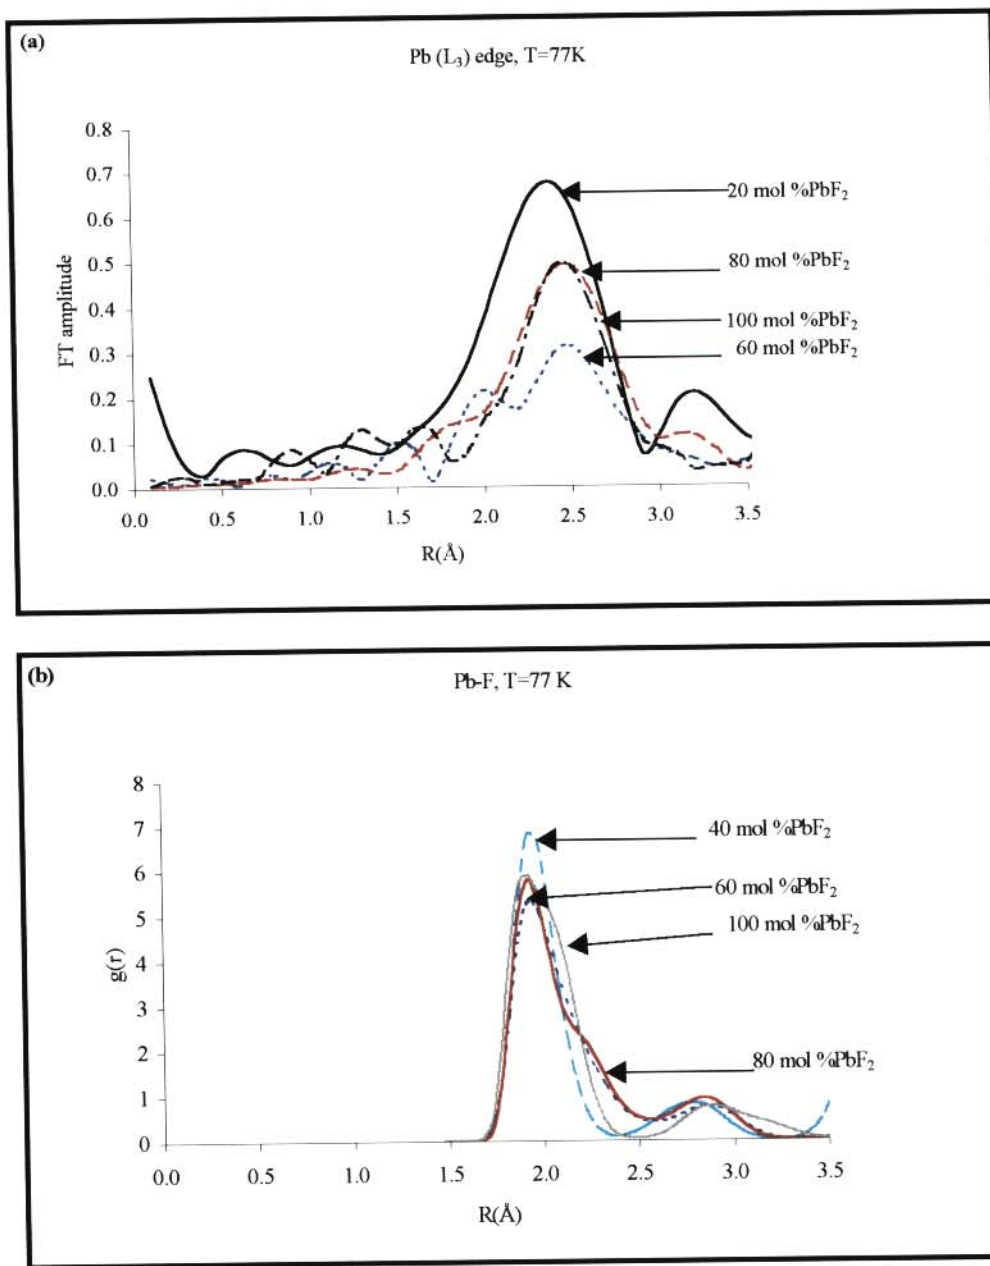 (a)
Pb (L₃) edge, T=77K
0.8
0.7
0.6
0.5
0.4
0.3
0.2
0.1
0.0
FT amplitude
20 mol %PbF₂
80 mol %PbF₂
100 mol %PbF₂
60 mol %PbF₂
0.0 0.5 1.0 1.5 2.0 2.5 3.0 3.5
R(Å)
(b)
Pb-F, T=77 K
8
7
6
5
4
3
2
1
0
g(r)
40 mol %PbF₂
60 mol %PbF₂
100 mol %PbF₂
80 mol %PbF₂
0.0 0.5 1.0 1.5 2.0 2.5 3.0 3.5
R(Å)